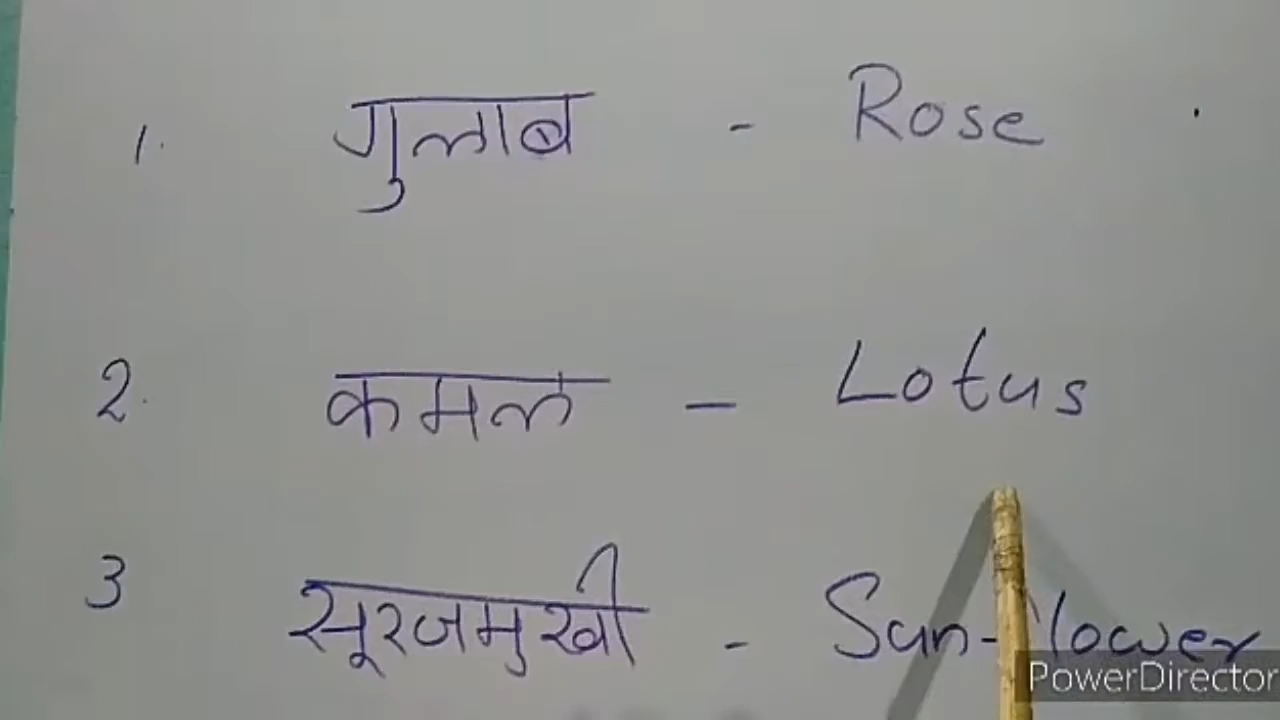 1. गुलाब - Rose
2. कमल - Lotus
3 सूरजमुखी - Sun-flower
PowerDirector